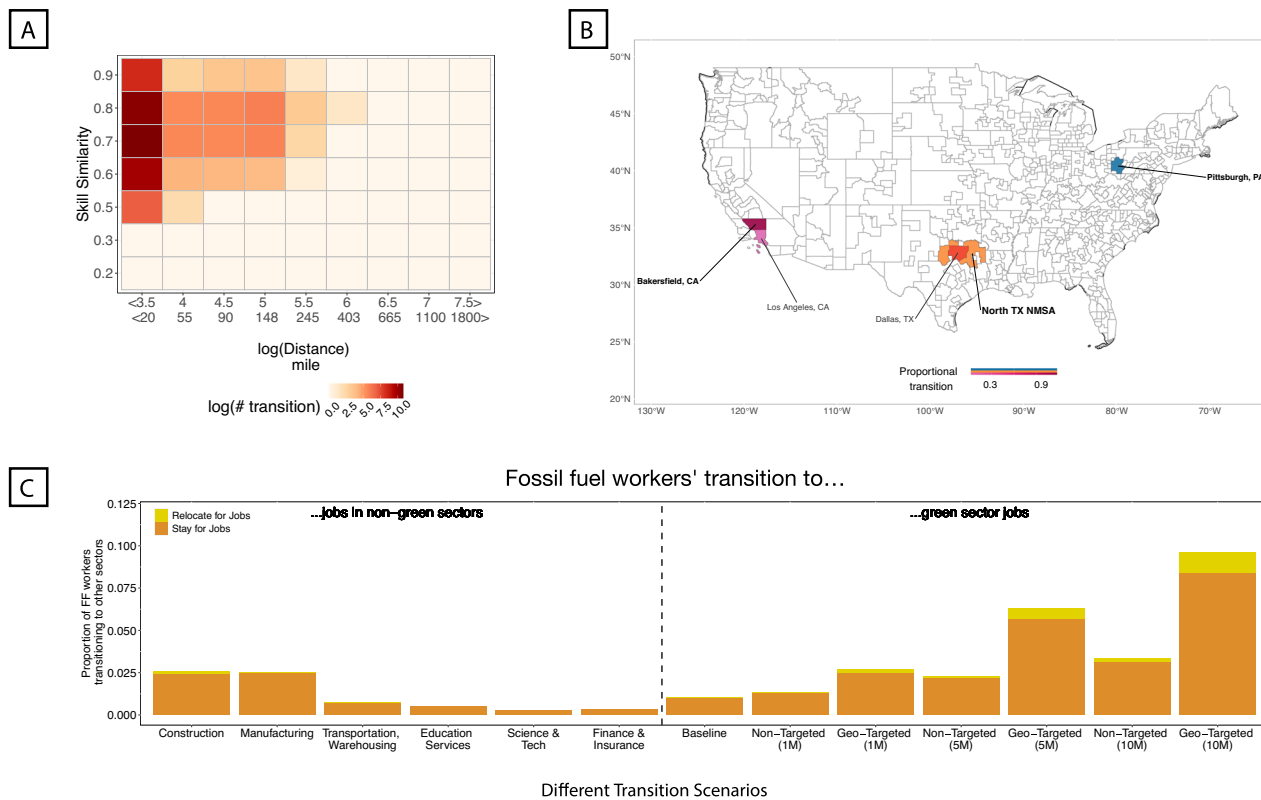 A
0.9
0.8
0.7
0.6
0.5
0.3
0.2
Skill Similarity
<3.5 4 4.5 5 5.5 6 6.5 7 7.5>
<20 55 90 148 245 403 665 1100 1800>
log(Distance)
mile
log(# transition)
0.0 2.5 5.0 7.5 10.0
B
50°N
45°N
40°N
35°N
30°N
25°N
20°N
130°W 120°W 110°W 100°W 90°W 80°W 70°W
Pittsburgh, PA
Bakersfield, CA
Los Angeles, CA
Dallas, TX
North TX NMSA
Proportional
transition
0.3 0.9
C
Fossil fuel workers' transition to…
Proportion of FF workers
transitioning to other sectors
0.125
0.100
0.075
0.050
0.025
0.000
Relocate for Jobs
Stay for Jobs
...jobs in non−green sectors
...green sector jobs
Construction
Manufacturing
Transportation,
Warehousing
Education
Services
Science &
Tech
Finance &
Insurance
Baseline
Non−Targeted
(1M)
Geo−Targeted
(1M)
Non−Targeted
(5M)
Geo−Targeted
(5M)
Non−Targeted
(10M)
Geo−Targeted
(10M)
Different Transition Scenarios